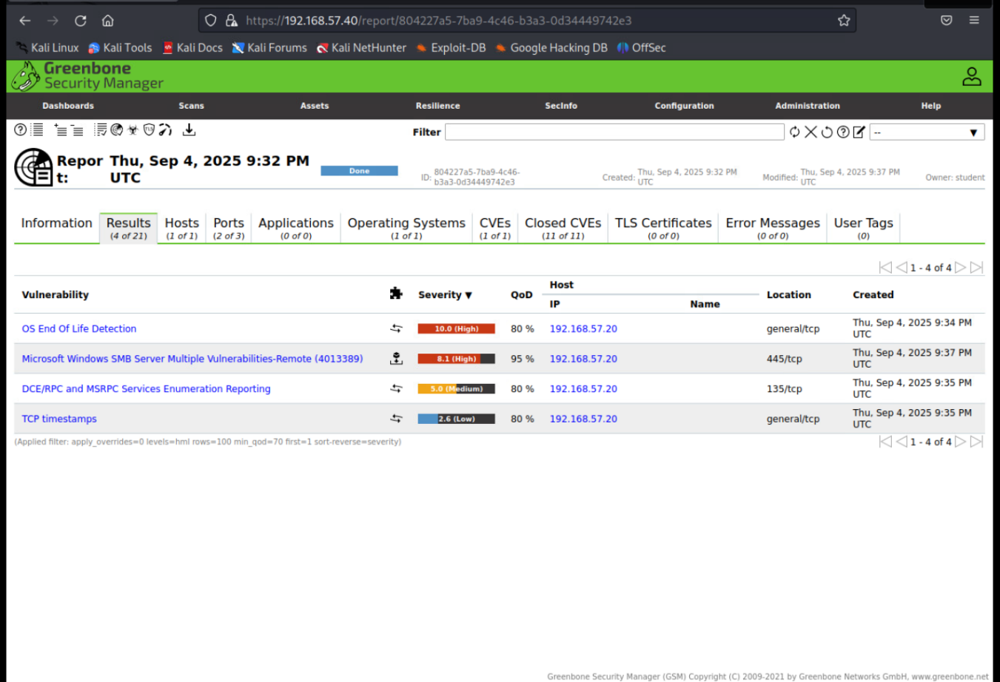 https://192.168.57.40/report/804227a5-7ba9-4c46-b3a3-0d34449742e3
Kali Linux Kali Tools Kali Docs Kali Forums Kali NetHunter Exploit-DB Google Hacking DB OffSec
Greenbone
Security Manager
Dashboards Scans Assets Resilience SecInfo Configuration Administration Help
Filter --
Repor Thu, Sep 4, 2025 9:32 PM
t: UTC
Done
ID: 804227a5-7ba9-4c46-
b3a3-0d34449742e3
Created: Thu, Sep 4, 2025 9:32 PM
UTC
Modified: Thu, Sep 4, 2025 9:37 PM
UTC
Owner: student
Information Results Hosts Ports Applications Operating Systems CVEs Closed CVEs TLS Certificates Error Messages User Tags
(4 of 21) (1 of 1) (2 of 3) (0 of 0) (1 of 1) (1 of 1) (11 of 11) (0 of 0) (0 of 0) (0)
1 - 4 of 4
Vulnerability Severity ▼ QoD Host Location Created
IP Name
OS End Of Life Detection 10.0 (High) 80 % 192.168.57.20 general/tcp Thu, Sep 4, 2025 9:34 PM
UTC
Microsoft Windows SMB Server Multiple Vulnerabilities-Remote (4013389) 8.1 (High) 95 % 192.168.57.20 445/tcp Thu, Sep 4, 2025 9:37 PM
UTC
DCE/RPC and MSRPC Services Enumeration Reporting 5.0 (Medium) 80 % 192.168.57.20 135/tcp Thu, Sep 4, 2025 9:35 PM
UTC
TCP timestamps 2.6 (Low) 80 % 192.168.57.20 general/tcp Thu, Sep 4, 2025 9:35 PM
UTC
(Applied filter: apply_overrides=0 levels=hml rows=100 min_qod=70 first=1 sort-reverse=severity)
1 - 4 of 4
Greenbone Security Manager (GSM) Copyright (C) 2009-2021 by Greenbone Networks GmbH, www.greenbone.net